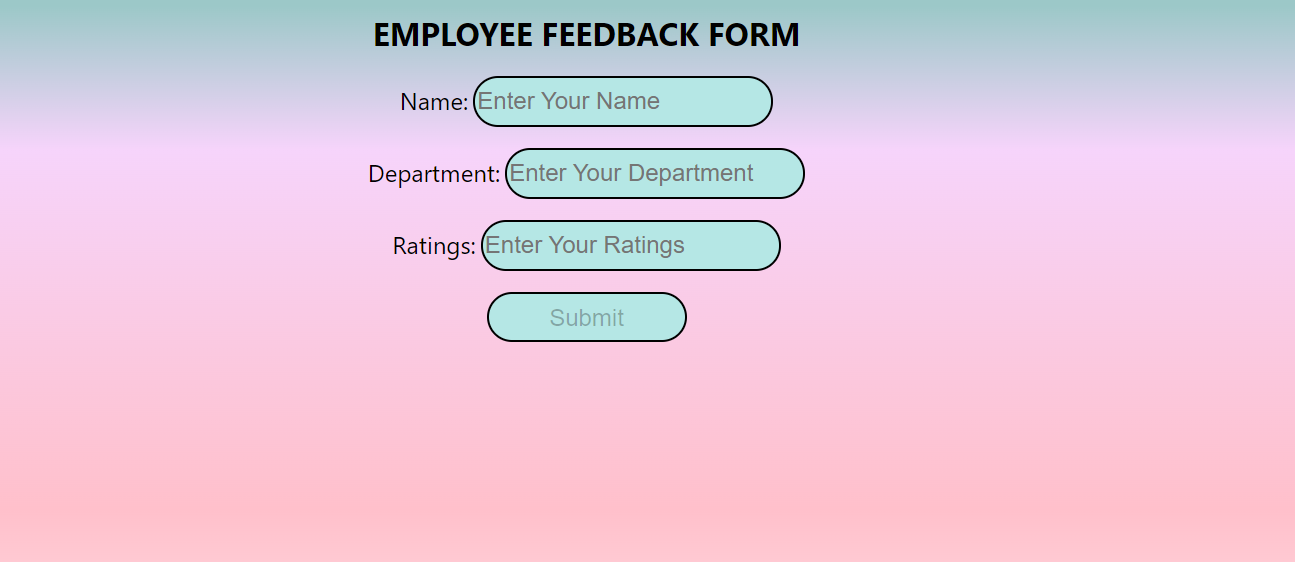 EMPLOYEE FEEDBACK FORM
Name: Enter Your Name
Department: Enter Your Department
Ratings: Enter Your Ratings
Submit